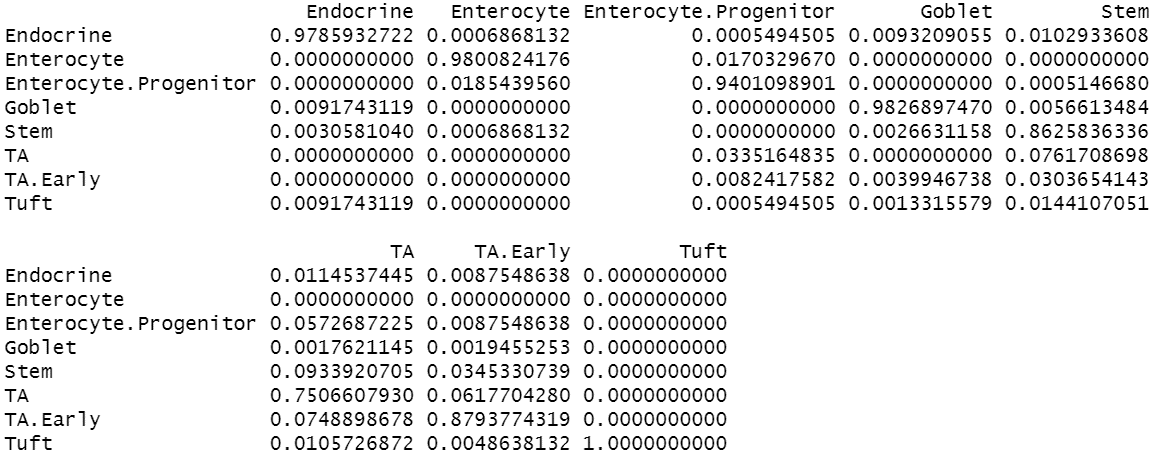 Endocrine Enterocyte Enterocyte.Progenitor Goblet Stem
Endocrine 0.9785932722 0.0006868132 0.0005494505 0.0093209055 0.0102933608
Enterocyte 0.0000000000 0.9800824176 0.0170329670 0.0000000000 0.0000000000
Enterocyte.Progenitor 0.0000000000 0.0185439560 0.9401098901 0.0000000000 0.0005146680
Goblet 0.0091743119 0.0000000000 0.0000000000 0.9826897470 0.0056613484
Stem 0.0030581040 0.0006868132 0.0000000000 0.0026631158 0.8625836336
TA 0.0000000000 0.0000000000 0.0335164835 0.0000000000 0.0761708698
TA.Early 0.0000000000 0.0000000000 0.0082417582 0.0039946738 0.0303654143
Tuft 0.0091743119 0.0000000000 0.0005494505 0.0013315579 0.0144107051
TA TA.Early Tuft
Endocrine 0.0114537445 0.0087548638 0.0000000000
Enterocyte 0.0000000000 0.0000000000 0.0000000000
Enterocyte.Progenitor 0.0572687225 0.0087548638 0.0000000000
Goblet 0.0017621145 0.0019455253 0.0000000000
Stem 0.0933920705 0.0345330739 0.0000000000
TA 0.7506607930 0.0617704280 0.0000000000
TA.Early 0.0748898678 0.8793774319 0.0000000000
Tuft 0.0105726872 0.0048638132 1.0000000000